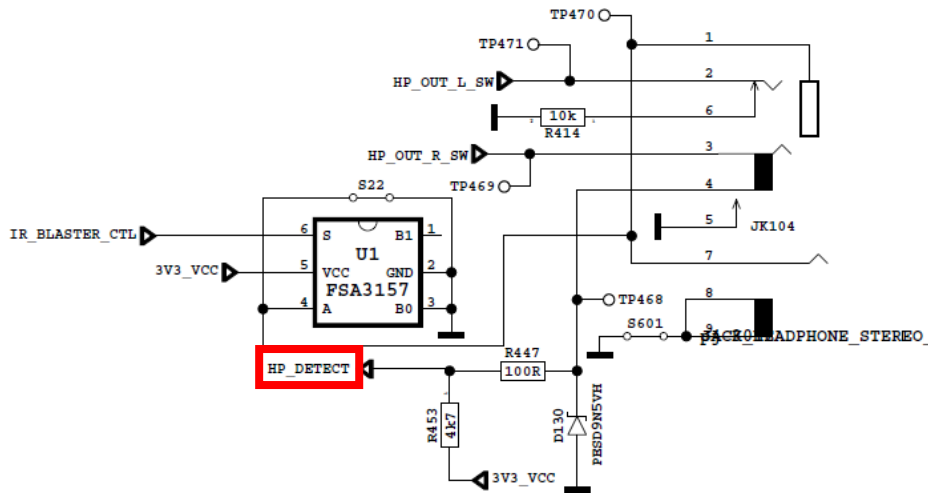 TP470
1
TP471
2
HP_OUT_L_SW
10k
6
R414
HP_OUT_R_SW
3
TP469
4
S22
5
JK104
IR_BLASTER_CTL
6
S
B1
1
U1
7
3V3_VCC
5
VCC
GND
2
FSA3157
4
A
B0
3
TP468
8
S601
9
R447
HP_DETECT
100R
R453
4k7
D130
PESD9N5VH
3V3_VCC